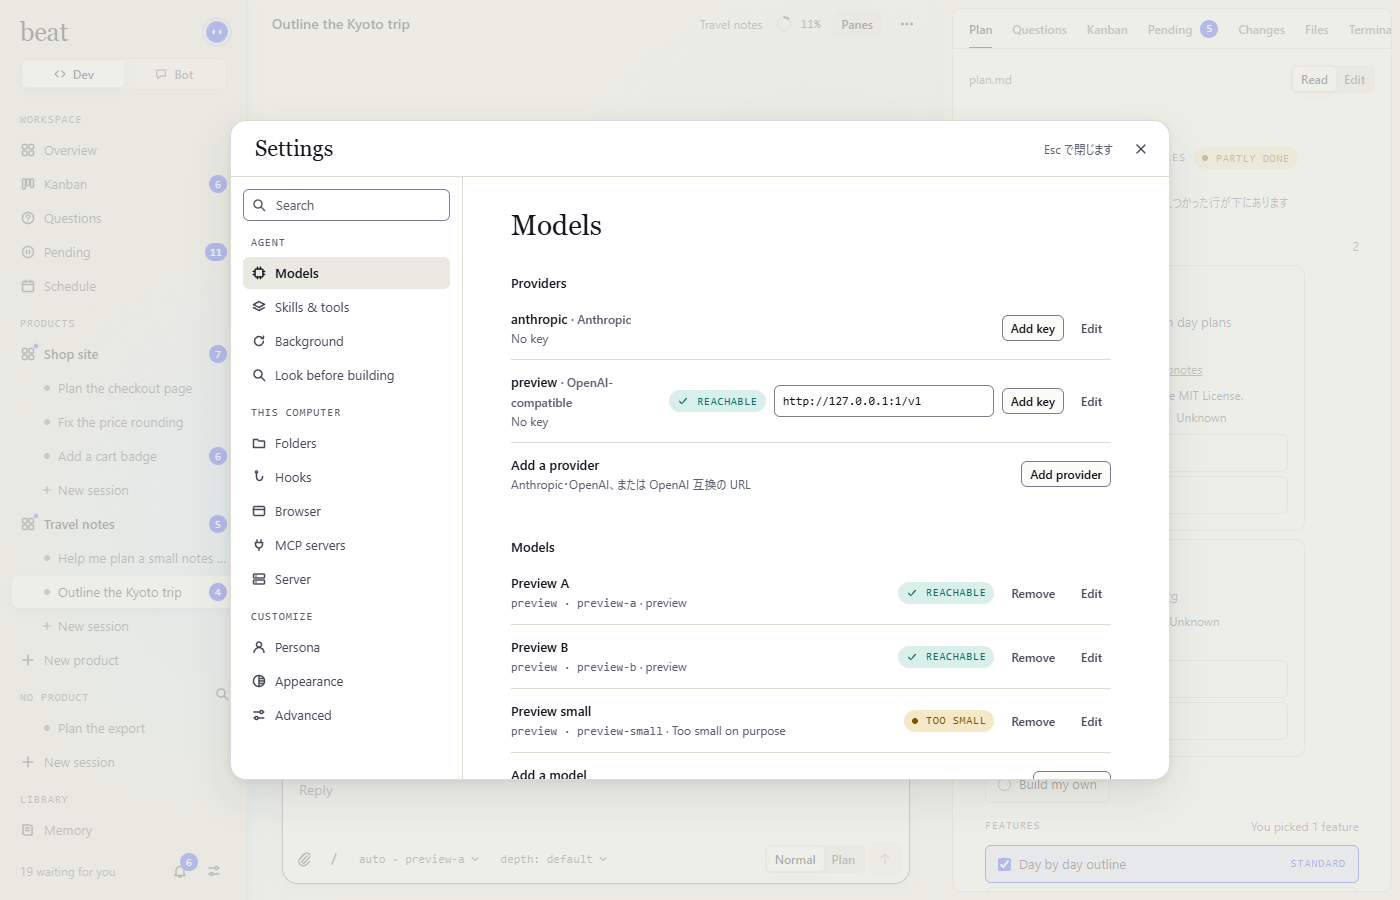 beat
Dev
Bot
WORKSPACE
Overview
Kanban 6
Questions
Pending 11
Schedule
PRODUCTS
Shop site 7
Plan the checkout page
Fix the price rounding
Add a cart badge 6
+ New session
Travel notes 5
Help me plan a small notes ...
Outline the Kyoto trip 4
+ New session
+ New product
NO PRODUCT
Plan the export
+ New session
LIBRARY
Memory
19 waiting for you 6
Outline the Kyoto trip
Travel notes 11% Panes
Plan Questions Kanban Pending 5 Changes Files Termina
plan.md
Read Edit
ES PARTLY DONE
つかった行が下にあります
2
day plans
notes
MIT License.
Unknown
Unknown
Build my own
FEATURES
You picked 1 feature
Day by day outline STANDARD
Settings
Esc で閉じます
Search
AGENT
Models
Skills & tools
Background
Look before building
THIS COMPUTER
Folders
Hooks
Browser
MCP servers
Server
CUSTOMIZE
Persona
Appearance
Advanced
Models
Providers
anthropic · Anthropic
No key
Add key Edit
preview · OpenAI-
compatible
No key
REACHABLE http://127.0.0.1:1/v1 Add key Edit
Add a provider
Anthropic・OpenAI、または OpenAI 互換の URL
Add provider
Models
Preview A
preview · preview-a · preview
REACHABLE Remove Edit
Preview B
preview · preview-b · preview
REACHABLE Remove Edit
Preview small
preview · preview-small · Too small on purpose
TOO SMALL Remove Edit
Add a model
Reply
/ auto · preview-a depth: default
Normal Plan